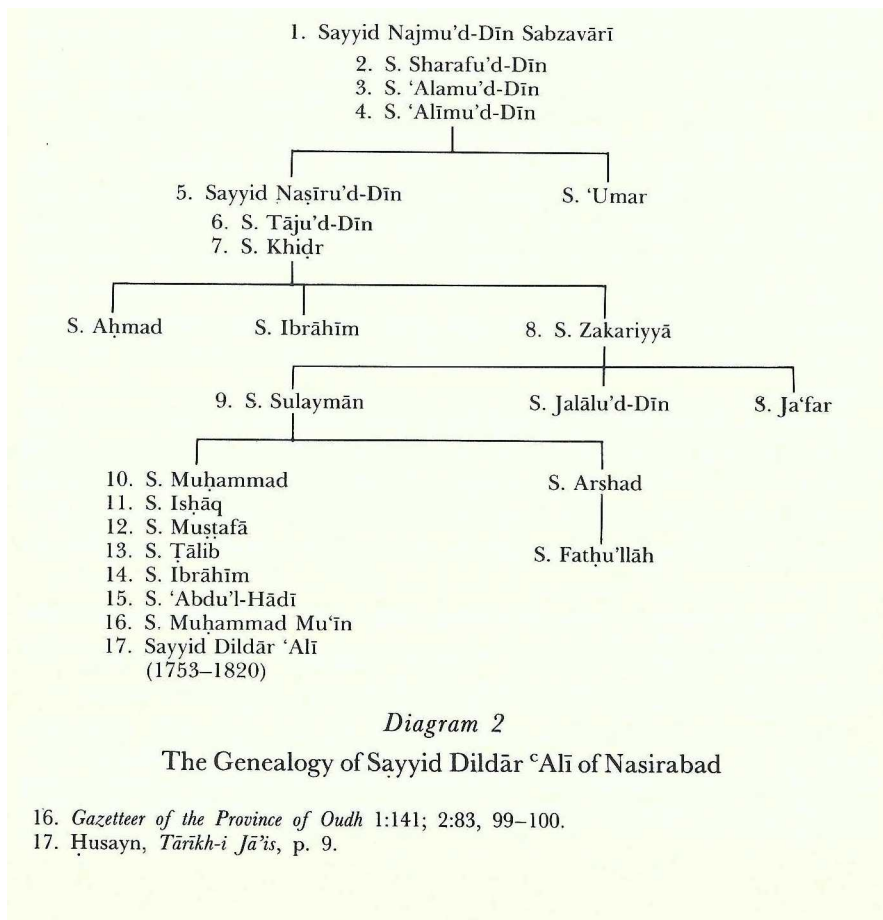 1. Sayyid Najmu’d-Dīn Sabzavārī
2. S. Sharafu’d-Dīn
3. S. ‘Alamu’d-Dīn
4. S. ‘Alīmu’d-Dīn
5. Sayyid Naṣīru’d-Dīn
S. ‘Umar
6. S. Tāju’d-Dīn
7. S. Khiḍr
S. Aḥmad
S. Ibrāhīm
8. S. Zakariyyā
9. S. Sulaymān
S. Jalālu’d-Dīn
S. Ja‘far
10. S. Muḥammad
S. Arshad
11. S. Isḥāq
12. S. Muṣṭafā
13. S. Ṭālib
S. Fatḥu’llāh
14. S. Ibrāhīm
15. S. ‘Abdu’l-Hādī
16. S. Muḥammad Mu‘īn
17. Sayyid Dildār ‘Alī
(1753–1820)
Diagram 2
The Genealogy of Sayyid Dildār ᶜAlī of Nasirabad
16. Gazetteer of the Province of Oudh 1:141; 2:83, 99–100.
17. Ḥusayn, Tārīkh-i Jā’is, p. 9.